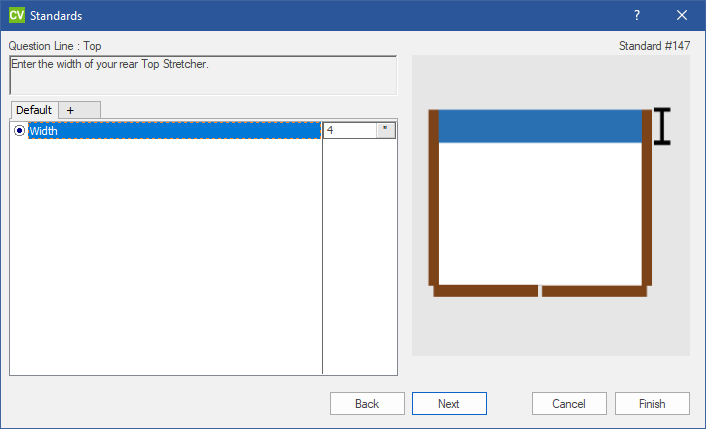 CV Standards ?
Question Line : Top
Standard #147
Enter the width of your rear Top Stretcher.
Default +
Width 4 "
Back Next Cancel Finish